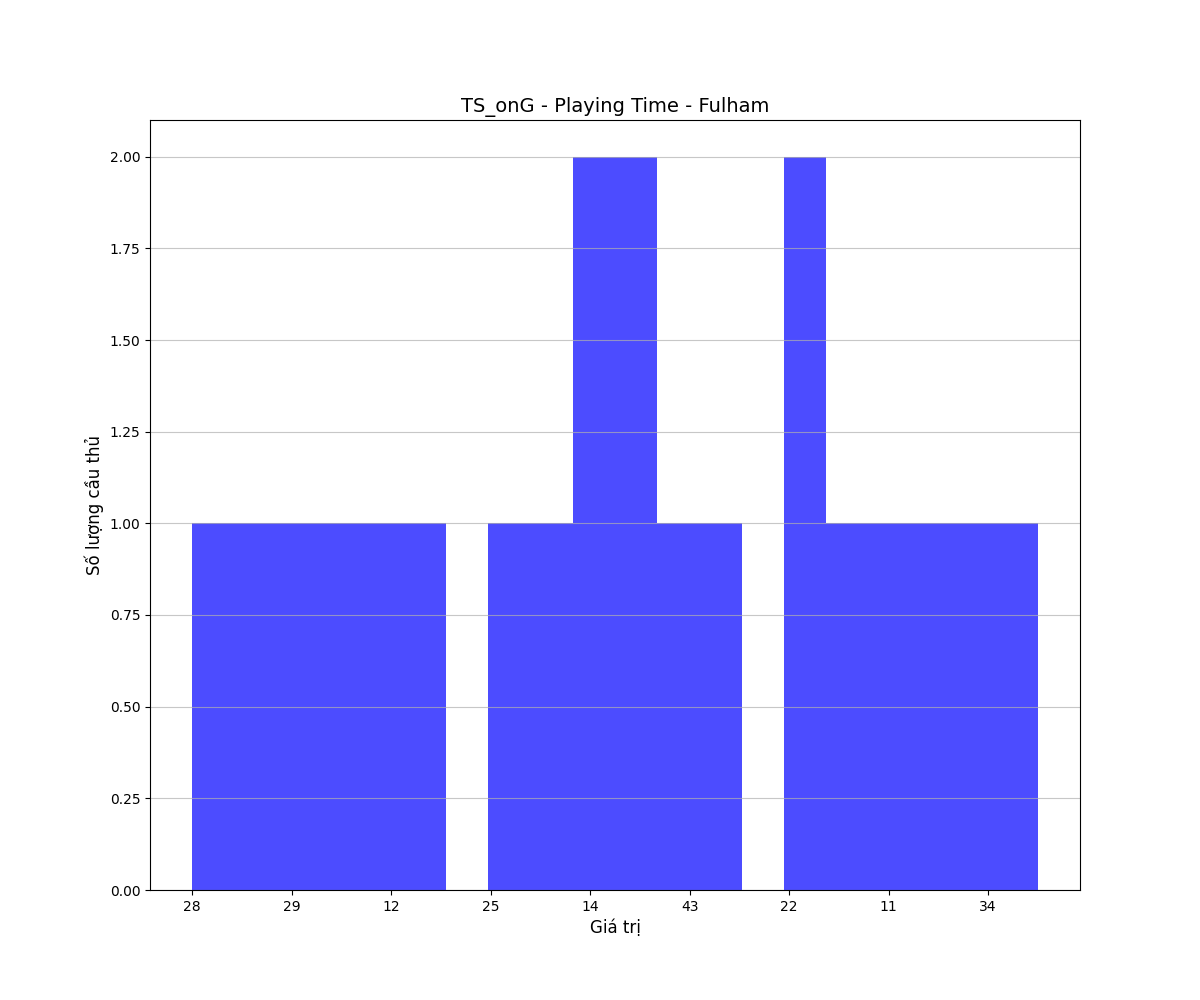 TS_onG - Playing Time - Fulham
Số lượng cầu thủ
2.00
1.75
1.50
1.25
1.00
0.75
0.50
0.25
0.00
28 29 12 25 14 43 22 11 34
Giá trị